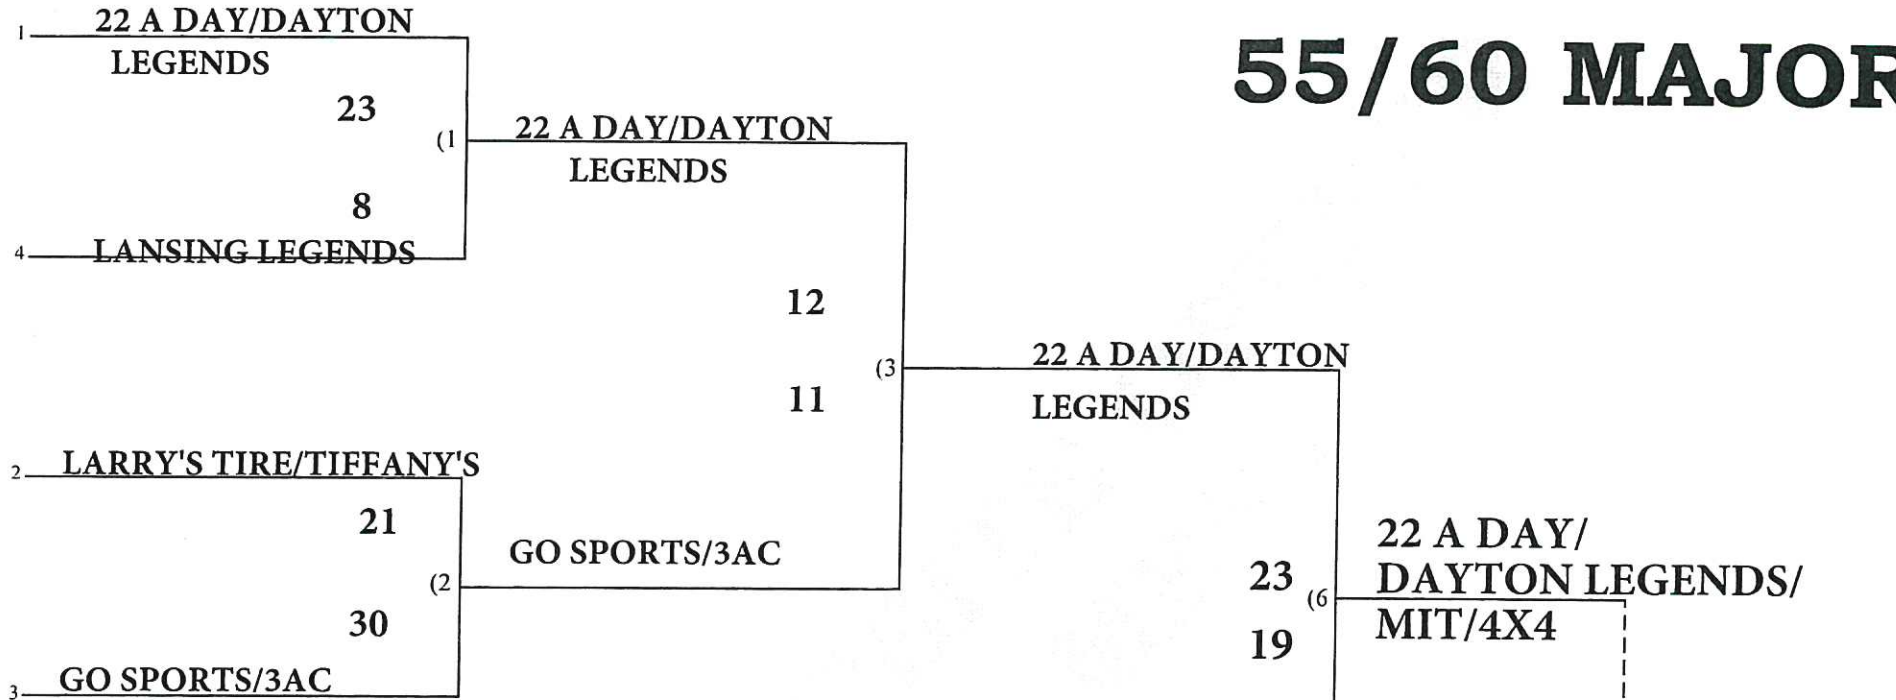 55/60 MAJOR
1 22 A DAY/DAYTON
LEGENDS
23
(1
8
4 LANSING LEGENDS
22 A DAY/DAYTON
LEGENDS
12
(3
11
2 LARRY'S TIRE/TIFFANY'S
21
(2
30
3 GO SPORTS/3AC
GO SPORTS/3AC
22 A DAY/DAYTON
LEGENDS
23
(6
19
22 A DAY/
DAYTON LEGENDS/
MIT/4X4